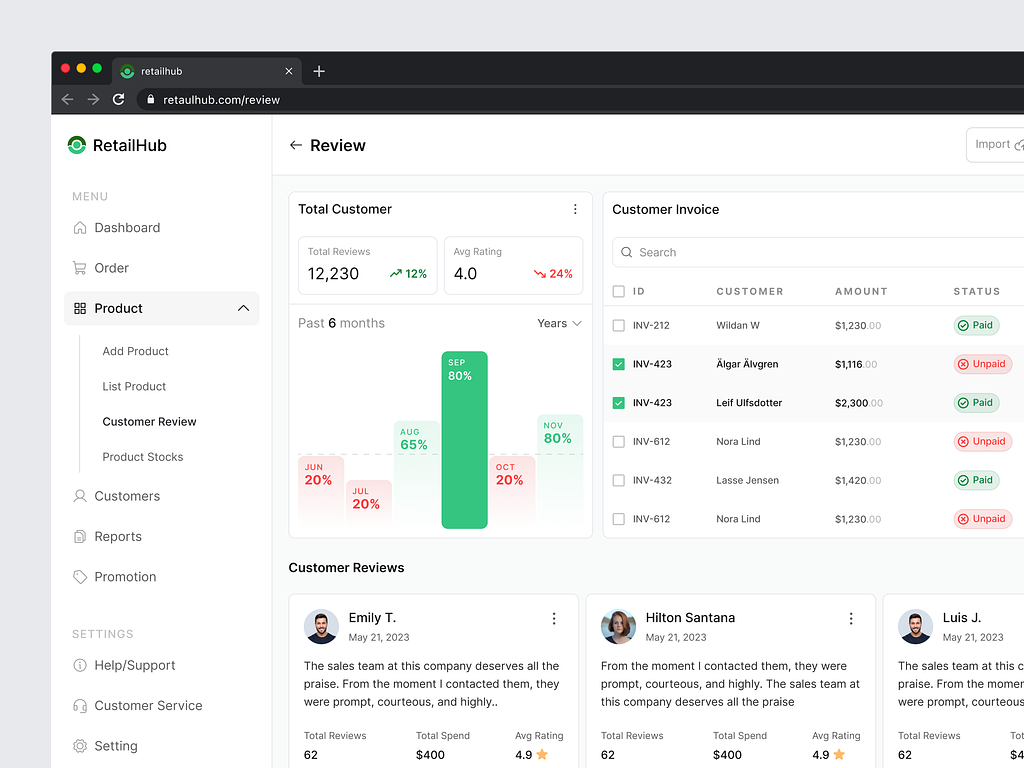 retailhub
retaulhub.com/review
RetailHub
MENU
Dashboard
Order
Product
Add Product
List Product
Customer Review
Product Stocks
Customers
Reports
Promotion
SETTINGS
Help/Support
Customer Service
Setting
Review
Import
Total Customer
Total Reviews
12,230
12%
Avg Rating
4.0
24%
Past 6 months
Years
JUN
20%
JUL
20%
AUG
65%
SEP
80%
OCT
20%
NOV
80%
Customer Invoice
Search
ID CUSTOMER AMOUNT STATUS
INV-212 Wildan W $1,230.00 Paid
INV-423 Älgar Älvgren $1,116.00 Unpaid
INV-423 Leif Ulfsdotter $2,300.00 Paid
INV-612 Nora Lind $1,230.00 Unpaid
INV-432 Lasse Jensen $1,420.00 Paid
INV-612 Nora Lind $1,230.00 Unpaid
Customer Reviews
Emily T.
May 21, 2023
The sales team at this company deserves all the
praise. From the moment I contacted them, they
were prompt, courteous, and highly..
Total Reviews Total Spend Avg Rating
62 $400 4.9
Hilton Santana
May 21, 2023
From the moment I contacted them, they were
prompt, courteous, and highly. The sales team at
this company deserves all the praise
Total Reviews Total Spend Avg Rating
62 $400 4.9
Luis J.
May 21, 2023
The sales team at this
praise. From the
were prompt, courteous
Total Reviews
62